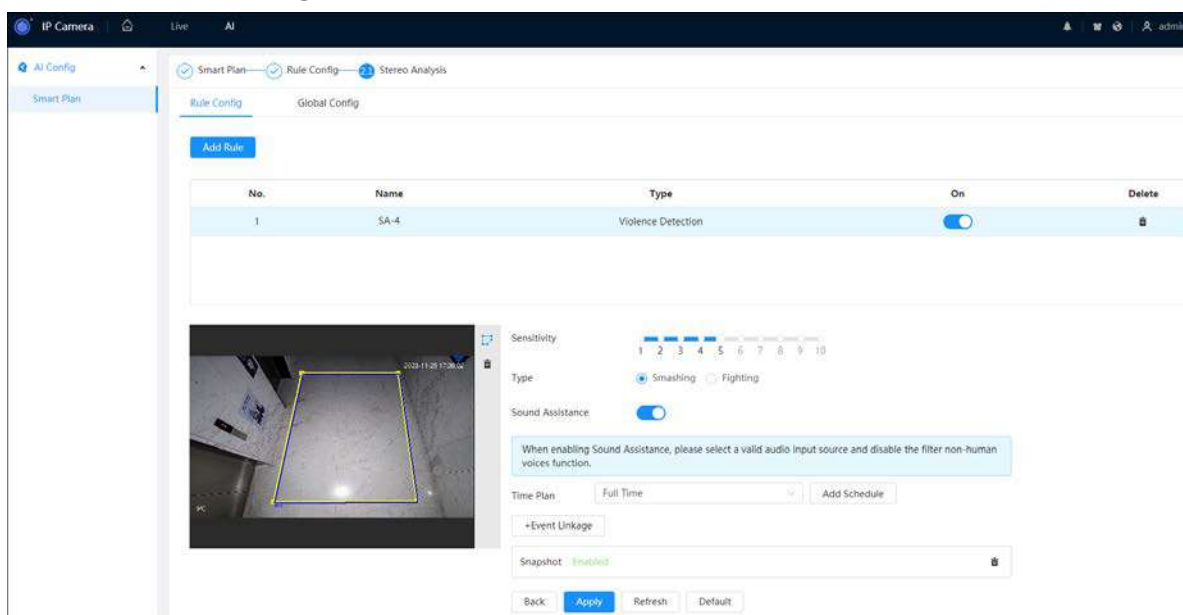 IP Camera Live AI admin
AI Config
Smart Plan
Smart Plan Rule Config 2.1 Stereo Analysis
Rule Config Global Config
Add Rule
No. Name Type On Delete
1 SA-4 Violence Detection
Sensitivity
1 2 3 4 5 6 7 8 9 10
Type Smashing Fighting
Sound Assistance
When enabling Sound Assistance, please select a valid audio input source and disable the filter non-human
voices function.
Time Plan Full Time Add Schedule
+Event Linkage
Snapshot Enabled
Back Apply Refresh Default